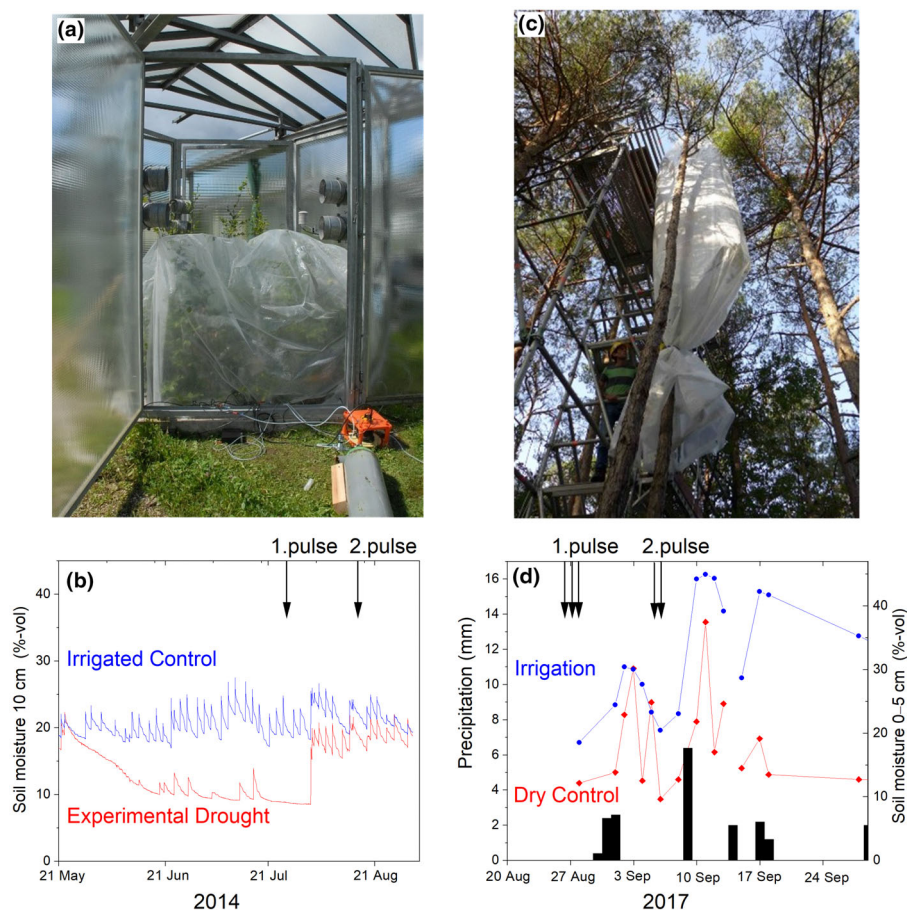 (a)
(c)
1.pulse 2.pulse
(b)
45
30
15
0
Soil moisture 10 cm (%-vol)
Irrigated Control
Experimental Drought
21 May 21 Jun 21 Jul 21 Aug
2014
1.pulse 2.pulse
(d)
16
14
12
10
8
6
4
2
0
Precipitation (mm)
Irrigation
Dry Control
50
40
30
20
10
0
Soil moisture 0–5 cm (%-vol)
20 Aug 27 Aug 3 Sep 10 Sep 17 Sep 24 Sep
2017